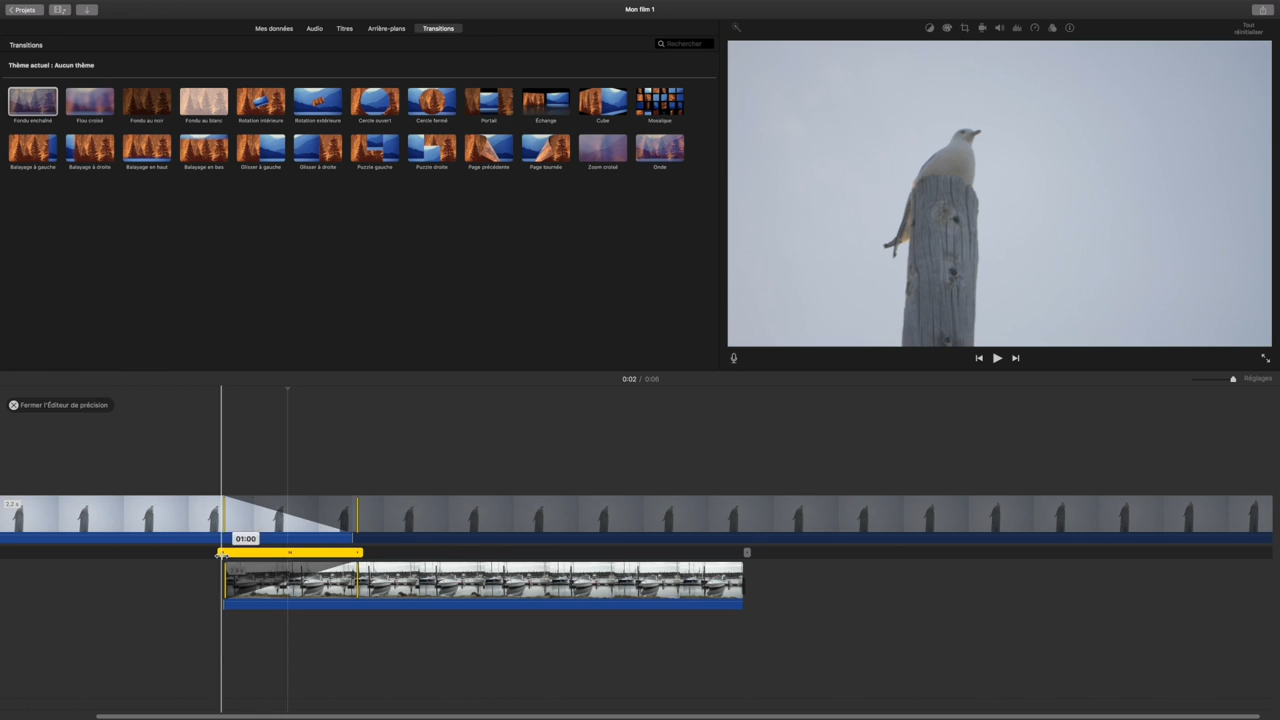 Projets
Mon film 1
Mes données Audio Titres Arrière-plans Transitions
Tout
réinitialiser
Transitions
Rechercher
Thème actuel : Aucun thème
Fondu enchaîné Flou croisé Fondu au noir Fondu au blanc Rotation intérieure Rotation extérieure Cercle ouvert Cercle fermé Portail Échange Cube Mosaïque
Balayage à gauche Balayage à droite Balayage en haut Balayage en bas Glisser à gauche Glisser à droite Puzzle gauche Puzzle droite Page précédente Page tournée Zoom croisé Onde
0:02 / 0:06
Réglages
Fermer l'Éditeur de précision
2,2 s
01:00